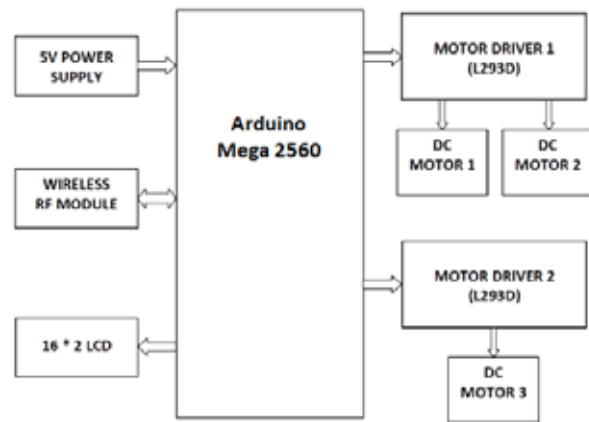 5V POWER
SUPPLY
WIRELESS
RF MODULE
16 * 2 LCD
Arduino
Mega 2560
MOTOR DRIVER 1
(L293D)
DC
MOTOR 1
DC
MOTOR 2
MOTOR DRIVER 2
(L293D)
DC
MOTOR 3